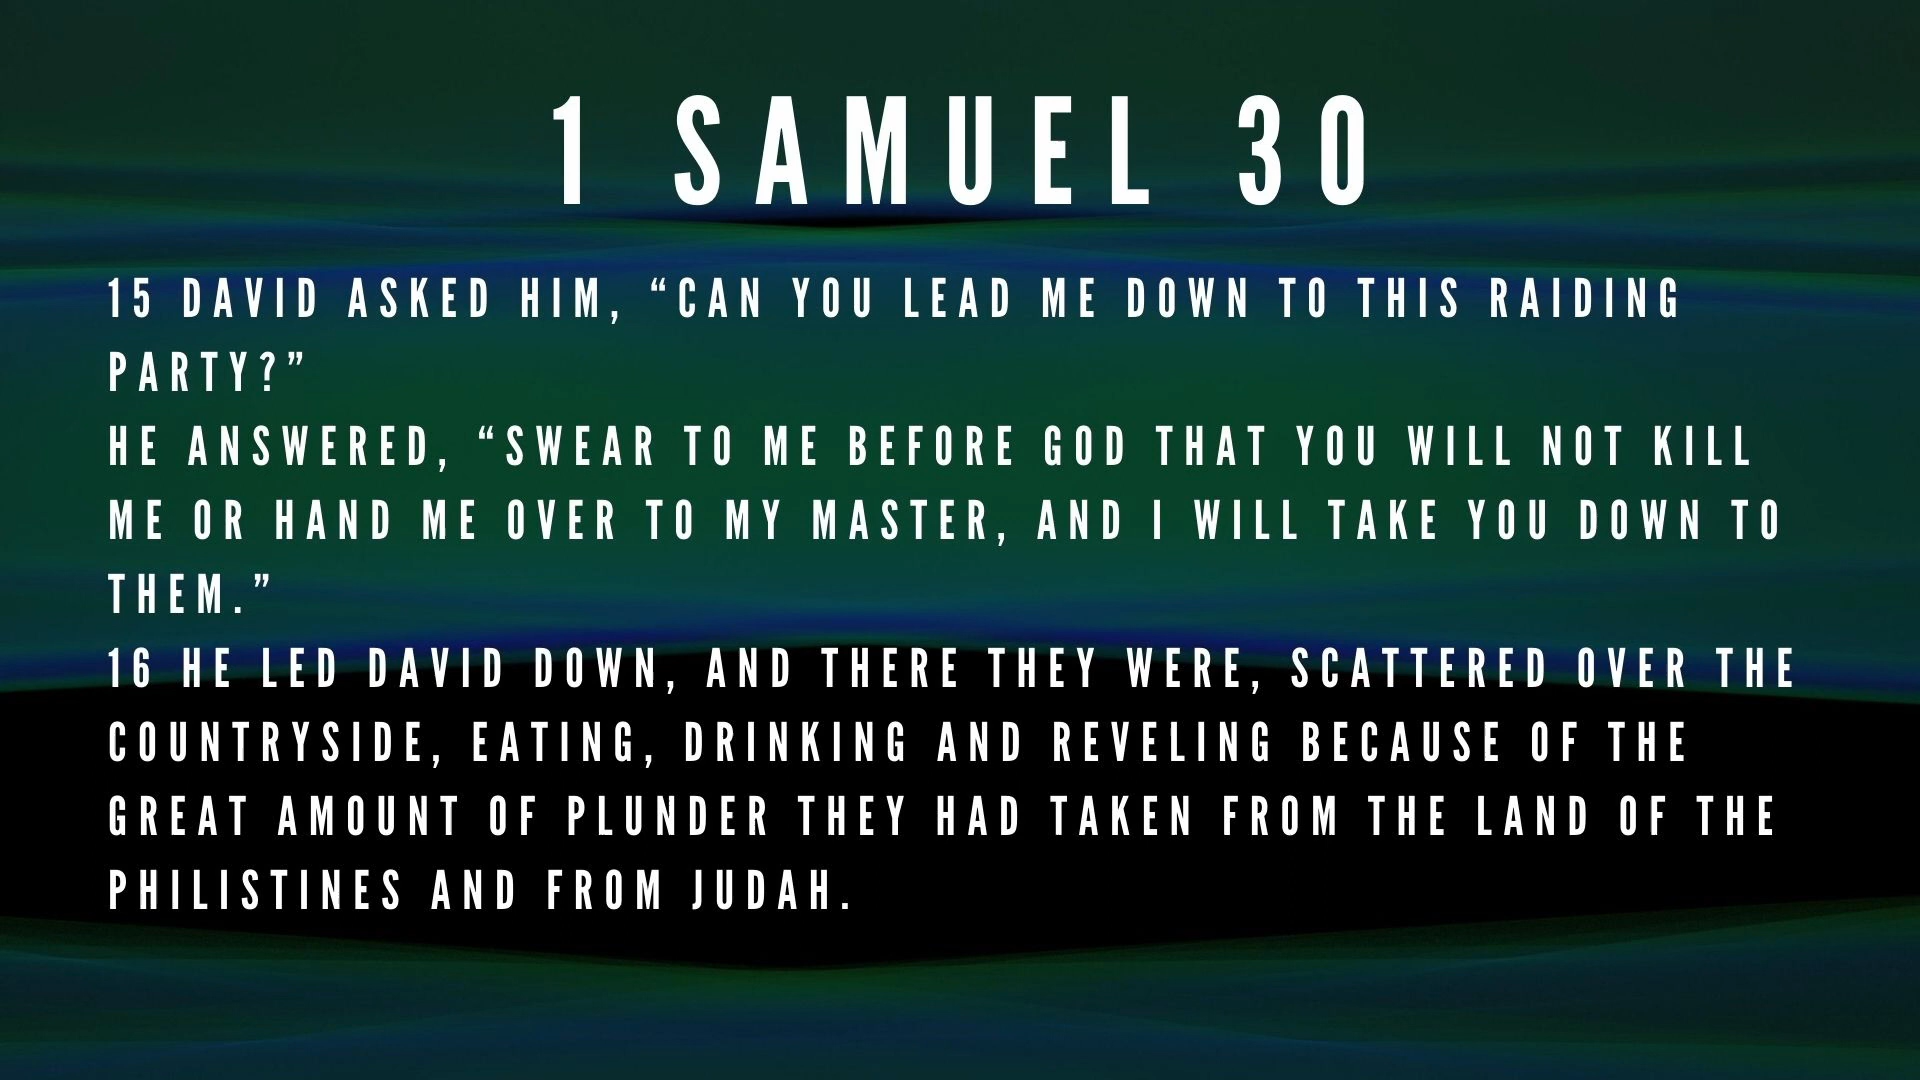 1 SAMUEL 30
15 DAVID ASKED HIM, “CAN YOU LEAD ME DOWN TO THIS RAIDING
PARTY?”
HE ANSWERED, “SWEAR TO ME BEFORE GOD THAT YOU WILL NOT KILL
ME OR HAND ME OVER TO MY MASTER, AND I WILL TAKE YOU DOWN TO
THEM.”
16 HE LED DAVID DOWN, AND THERE THEY WERE, SCATTERED OVER THE
COUNTRYSIDE, EATING, DRINKING AND REVELING BECAUSE OF THE
GREAT AMOUNT OF PLUNDER THEY HAD TAKEN FROM THE LAND OF THE
PHILISTINES AND FROM JUDAH.